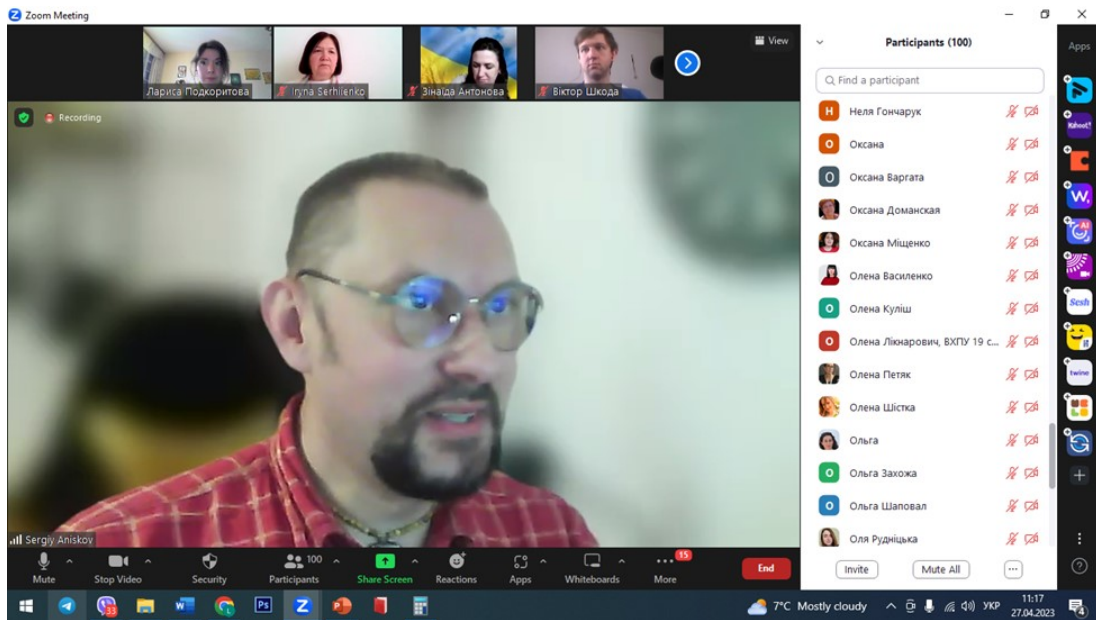 Zoom Meeting
Лариса Подкоритова
Iryna Serhiienko
Зінаїда Антонова
Віктор Шкода
View
Recording
Sergiy Aniskov
Participants (100)
Find a participant
Н Неля Гончарук
О Оксана
О Оксана Варгата
Оксана Доманская
Оксана Міщенко
Олена Василенко
О Олена Куліш
О Олена Лікнарович, ВХПУ 19 с...
Олена Петяк
Олена Шістка
Ольга
О Ольга Захожа
О Ольга Шаповал
Оля Рудніцька
Invite Mute All ...
Apps
Kahoot!
W.
AI
Sesh
twine
Mute
Stop Video
Security
100
Participants
Share Screen
Reactions
Apps
Whiteboards
15
More
End
33
W
Ps
Z
P
7°C Mostly cloudy
УКР
11:17
27.04.2023
4